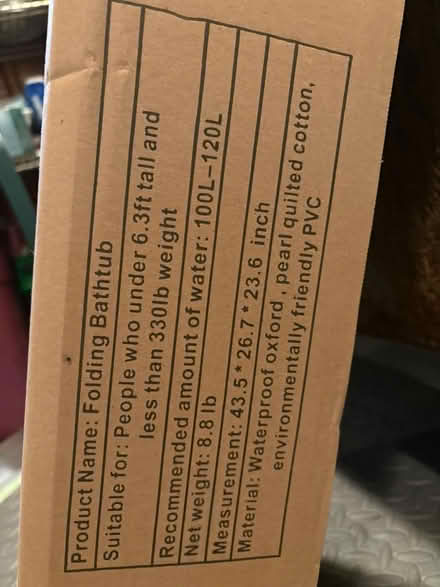 Product Name: Folding Bathtub
Suitable for: People who under 6.3ft tall and
less than 330lb weight
Recommended amount of water: 100L-120L
Net weight: 8.8 lb
Measurement: 43.5*26.7*23.6 inch
Material: Waterproof oxford , pearl quilted cotton,
environmentally friendly PVC